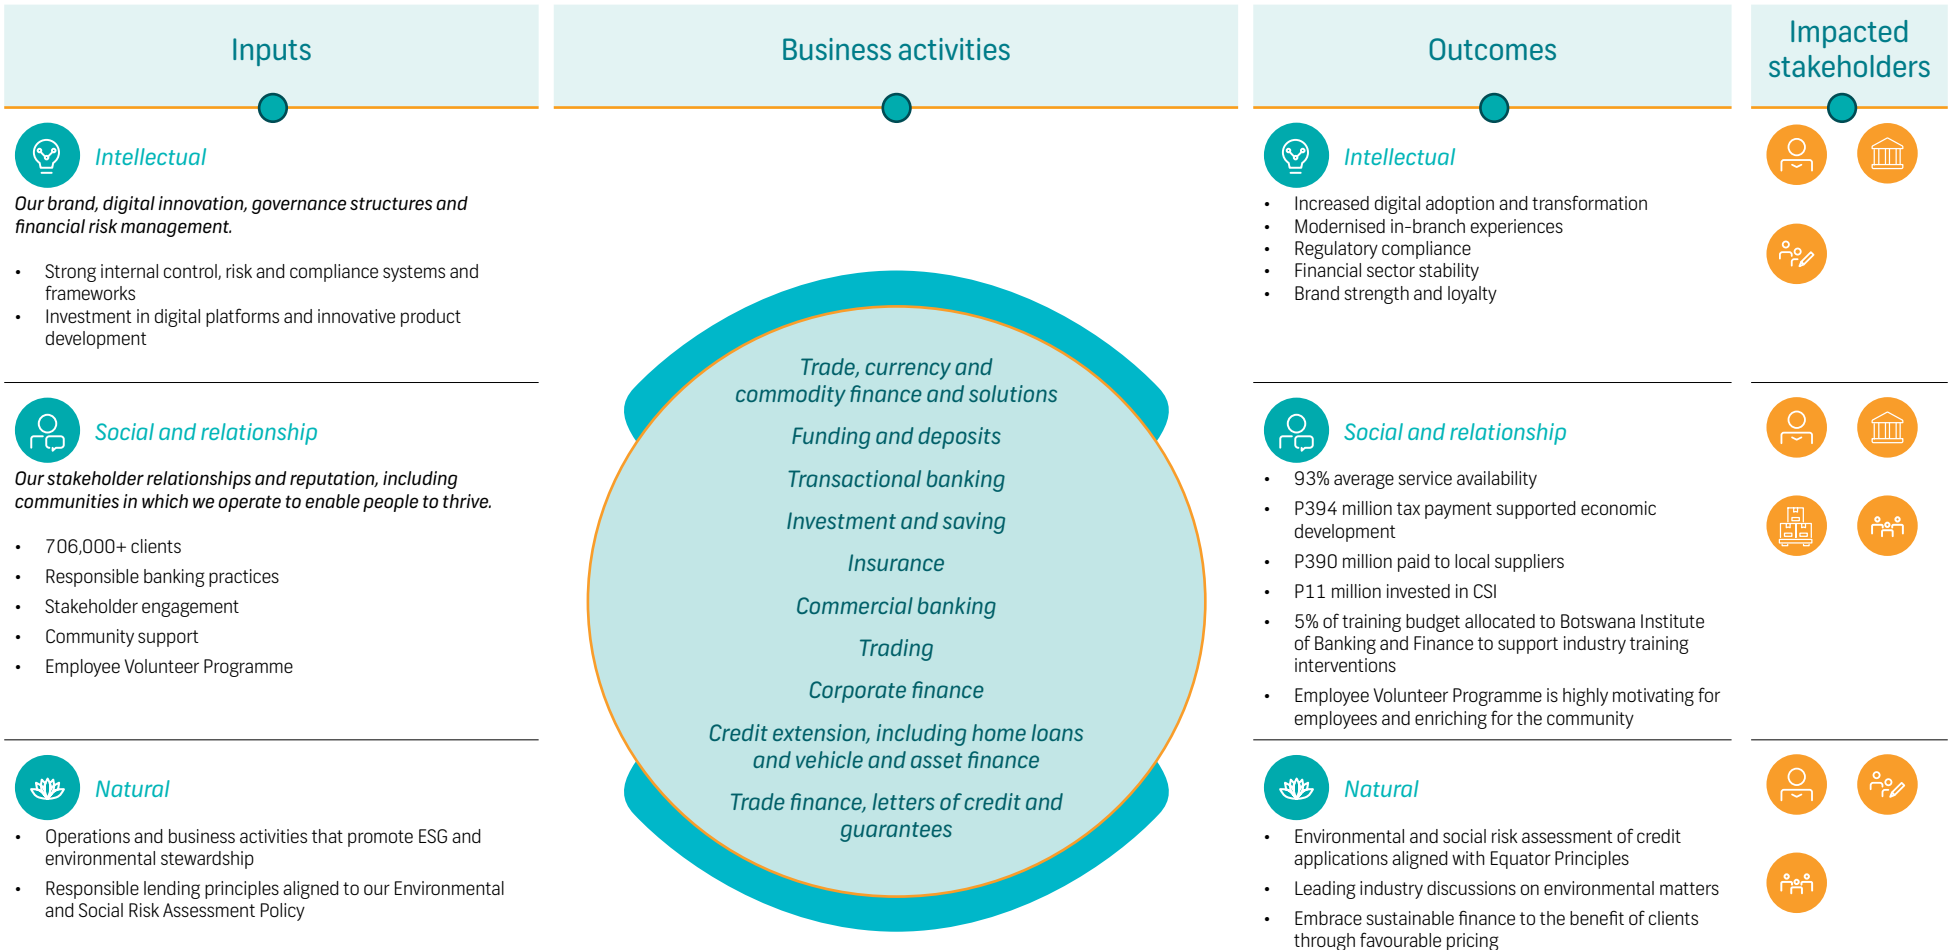 Inputs
Business activities
Outcomes
Impacted
stakeholders
Intellectual
Our brand, digital innovation, governance structures and
financial risk management.
• Strong internal control, risk and compliance systems and
frameworks
• Investment in digital platforms and innovative product
development
Social and relationship
Our stakeholder relationships and reputation, including
communities in which we operate to enable people to thrive.
• 706,000+ clients
• Responsible banking practices
• Stakeholder engagement
• Community support
• Employee Volunteer Programme
Natural
• Operations and business activities that promote ESG and
environmental stewardship
• Responsible lending principles aligned to our Environmental
and Social Risk Assessment Policy
Trade, currency and
commodity finance and solutions
Funding and deposits
Transactional banking
Investment and saving
Insurance
Commercial banking
Trading
Corporate finance
Credit extension, including home loans
and vehicle and asset finance
Trade finance, letters of credit and
guarantees
Intellectual
• Increased digital adoption and transformation
• Modernised in-branch experiences
• Regulatory compliance
• Financial sector stability
• Brand strength and loyalty
Social and relationship
• 93% average service availability
• P394 million tax payment supported economic
development
• P390 million paid to local suppliers
• P11 million invested in CSI
• 5% of training budget allocated to Botswana Institute
of Banking and Finance to support industry training
interventions
• Employee Volunteer Programme is highly motivating for
employees and enriching for the community
Natural
• Environmental and social risk assessment of credit
applications aligned with Equator Principles
• Leading industry discussions on environmental matters
• Embrace sustainable finance to the benefit of clients
through favourable pricing